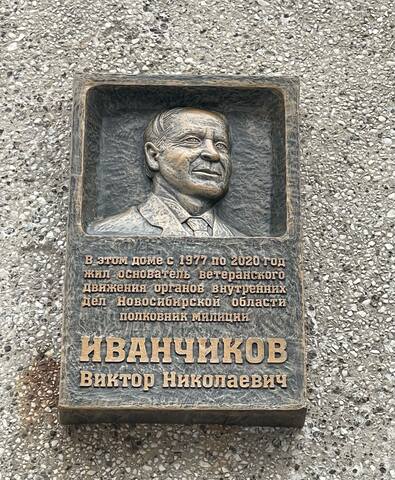 В этом доме с 1977 по 2020 год
жил основатель ветеранского
движения органов внутренних
дел Новосибирской области
полковник милиции
ИВАНЧИКОВ
Виктор Николаевич